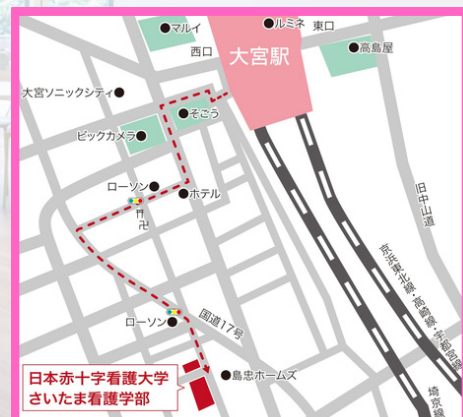 マルイ
ルミネ
東口
西口
大宮駅
高島屋
大宮ソニックシティ
そごう
ビックカメラ
ローソン
ホテル
旧中山道
京浜東北線・高崎線・宇都宮線
国道17号
ローソン
島忠ホームズ
埼京線
日本赤十字看護大学
さいたま看護学部